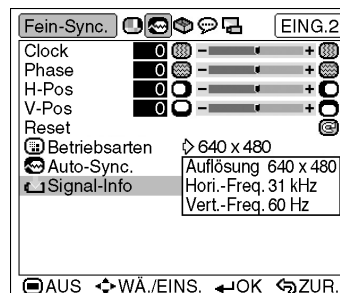 Fein-Sync. EING.2
Clock 0 - +
Phase 0 - +
H-Pos 0 - +
V-Pos 0 - +
Reset
Betriebsarten 640 x 480
Auto-Sync. Auflösung 640 x 480
Signal-Info Hori.-Freq. 31 kHz
Vert.-Freq. 60 Hz
AUS WÄ./EINS. OK ZUR.